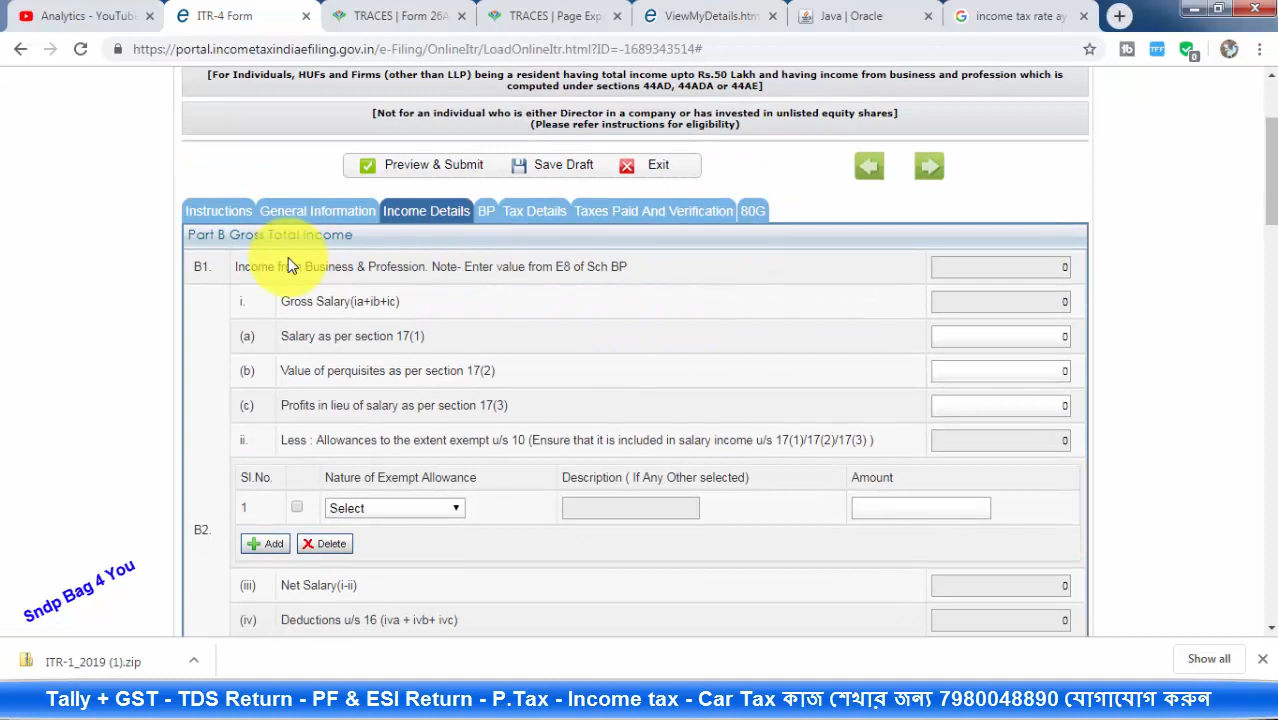 Analytics - YouTub
ITR-4 Form
TRACES | Form 26A
TRACES | Page Exp
ViewMyDetails.htm
Java | Oracle
income tax rate ay
https://portal.incometaxindiaefiling.gov.in/e-Filing/OnlineItr/LoadOnlineItr.html?ID=-1689343514#
[For Individuals, HUFs and Firms (other than LLP) being a resident having total income upto Rs.50 Lakh and having income from business and profession which is
computed under sections 44AD, 44ADA or 44AE]
[Not for an individual who is either Director in a company or has invested in unlisted equity shares]
(Please refer instructions for eligibility)
Preview & Submit Save Draft Exit
Instructions General Information Income Details BP Tax Details Taxes Paid And Verification 80G
Part B Gross Total Income
B1. Income from Business & Profession. Note- Enter value from E8 of Sch BP 0
i. Gross Salary(ia+ib+ic) 0
(a) Salary as per section 17(1) 0
(b) Value of perquisites as per section 17(2) 0
(c) Profits in lieu of salary as per section 17(3) 0
ii. Less : Allowances to the extent exempt u/s 10 (Ensure that it is included in salary income u/s 17(1)/17(2)/17(3) ) 0
Sl.No. Nature of Exempt Allowance Description ( If Any Other selected) Amount
1 Select
B2.
Add Delete
(iii) Net Salary(i-ii) 0
(iv) Deductions u/s 16 (iva + ivb+ ivc) 0
Sndp Bag 4 You
ITR-1_2019 (1).zip
Show all
Tally + GST - TDS Return - PF & ESI Return - P.Tax - Income tax - Car Tax কাজ শেখার জন্য 7980048890 যোগাযোগ করুন